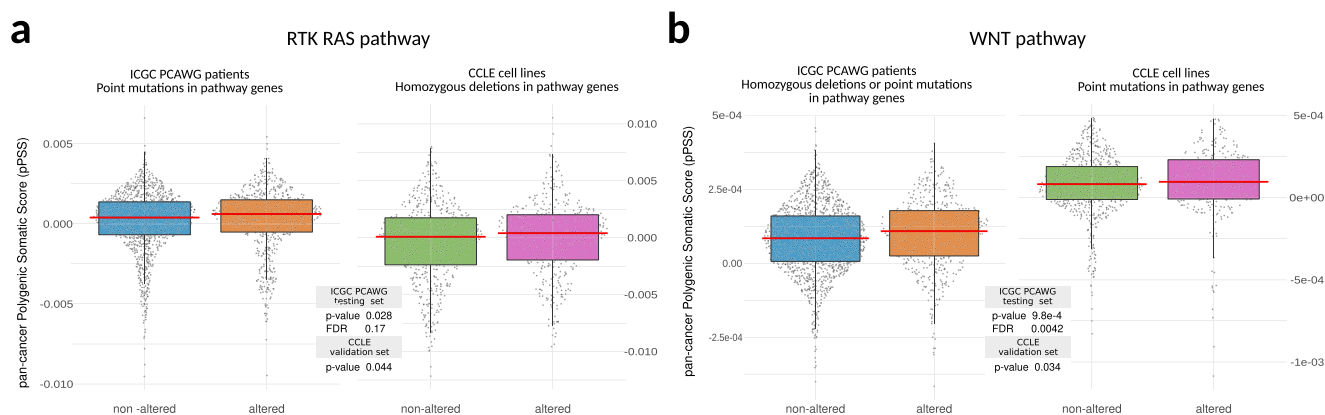 a
RTK RAS pathway
ICGC PCAWG patients
Point mutations in pathway genes
CCLE cell lines
Homozygous deletions in pathway genes
pan-cancer Polygenic Somatic Score (pPSS)
0.005
0.000
-0.005
-0.010
0.010
0.005
0.000
-0.005
-0.010
ICGC PCAWG
testing set
p-value 0.028
FDR 0.17
CCLE
validation set
p-value 0.044
non -altered
altered
non-altered
altered
b
WNT pathway
ICGC PCAWG patients
Homozygous deletions or point mutations
in pathway genes
CCLE cell lines
Point mutations in pathway genes
pan-cancer Polygenic Somatic Score (pPSS)
5e-04
2.5e-04
0.00
-2.5e-04
5e-04
0e+00
-5e-04
-1e-03
ICGC PCAWG
testing set
p-value 9.8e-4
FDR 0.0042
CCLE
validation set
p-value 0.034
non-altered
altered
non-altered
altered